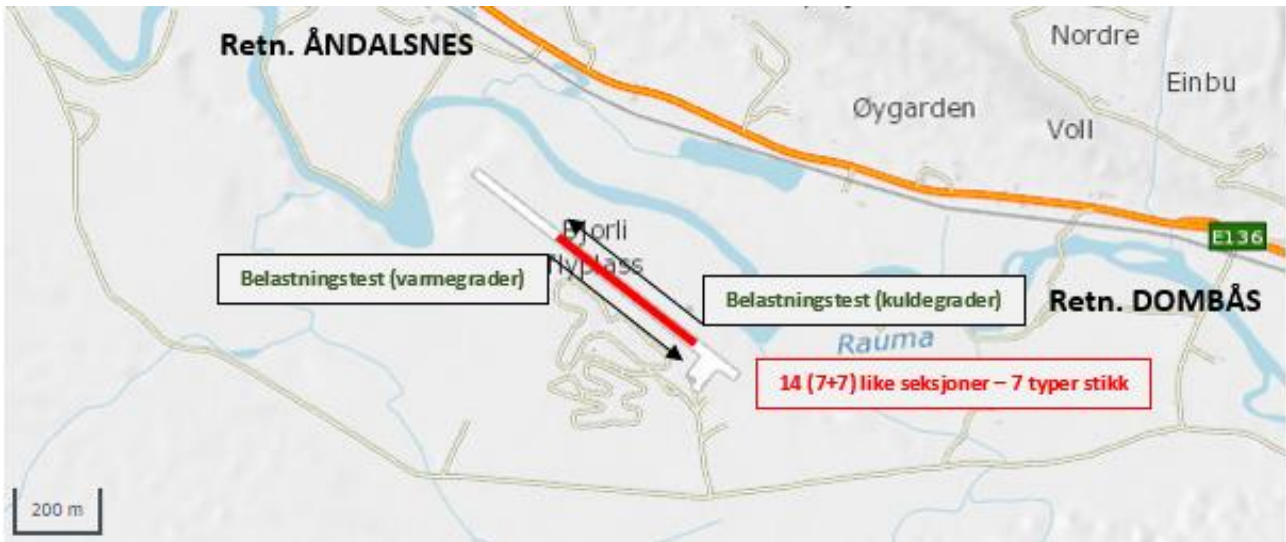 Retn. ÅNDALSNES
Nordre
Einbu
Øygarden
Voll
Bjorli
flyplass
E136
Belastningstest (varmegrader)
Belastningstest (kuldegrader)
Retn. DOMBÅS
Rauma
14 (7+7) like seksjoner – 7 typer stikk
200 m